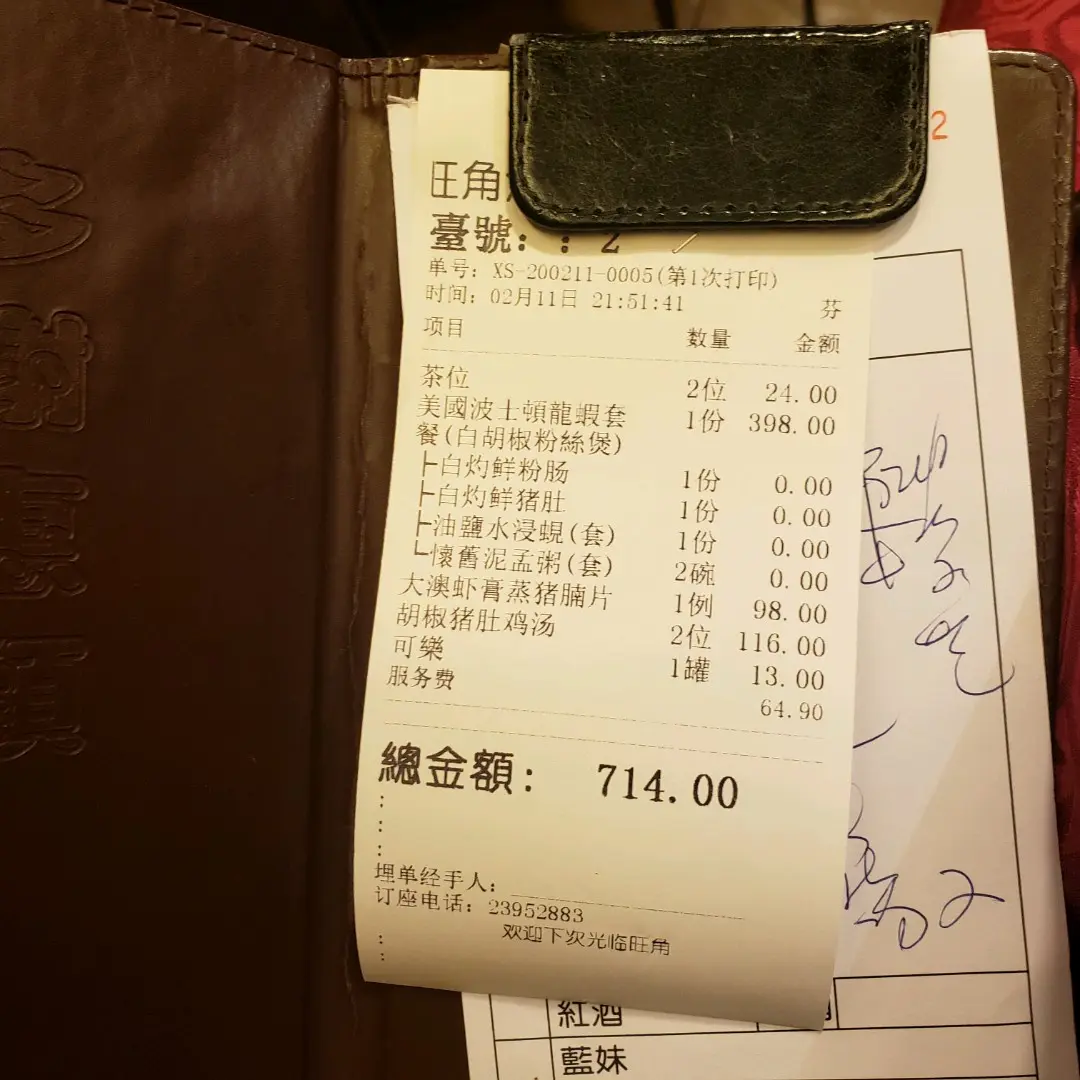 旺角
臺號: : 2
单号: XS-200211-0005(第1次打印)
时间: 02月11日 21:51:41 芬
项目 数量 金额
茶位 2位 24.00
美國波士頓龍蝦套 1份 398.00
餐(白胡椒粉絲煲)
├白灼鲜粉肠 1份 0.00
├白灼鲜猪肚 1份 0.00
├油鹽水浸蜆(套) 1份 0.00
└懷舊泥孟粥(套) 2碗 0.00
大澳虾膏蒸猪腩片 1例 98.00
胡椒猪肚鸡汤 2位 116.00
可樂 1罐 13.00
服务费 64.90
總金額: 714.00
:
:
:
埋单经手人:
订座电话: 23952883
欢迎下次光临旺角
:
:
2
紅酒
藍妹